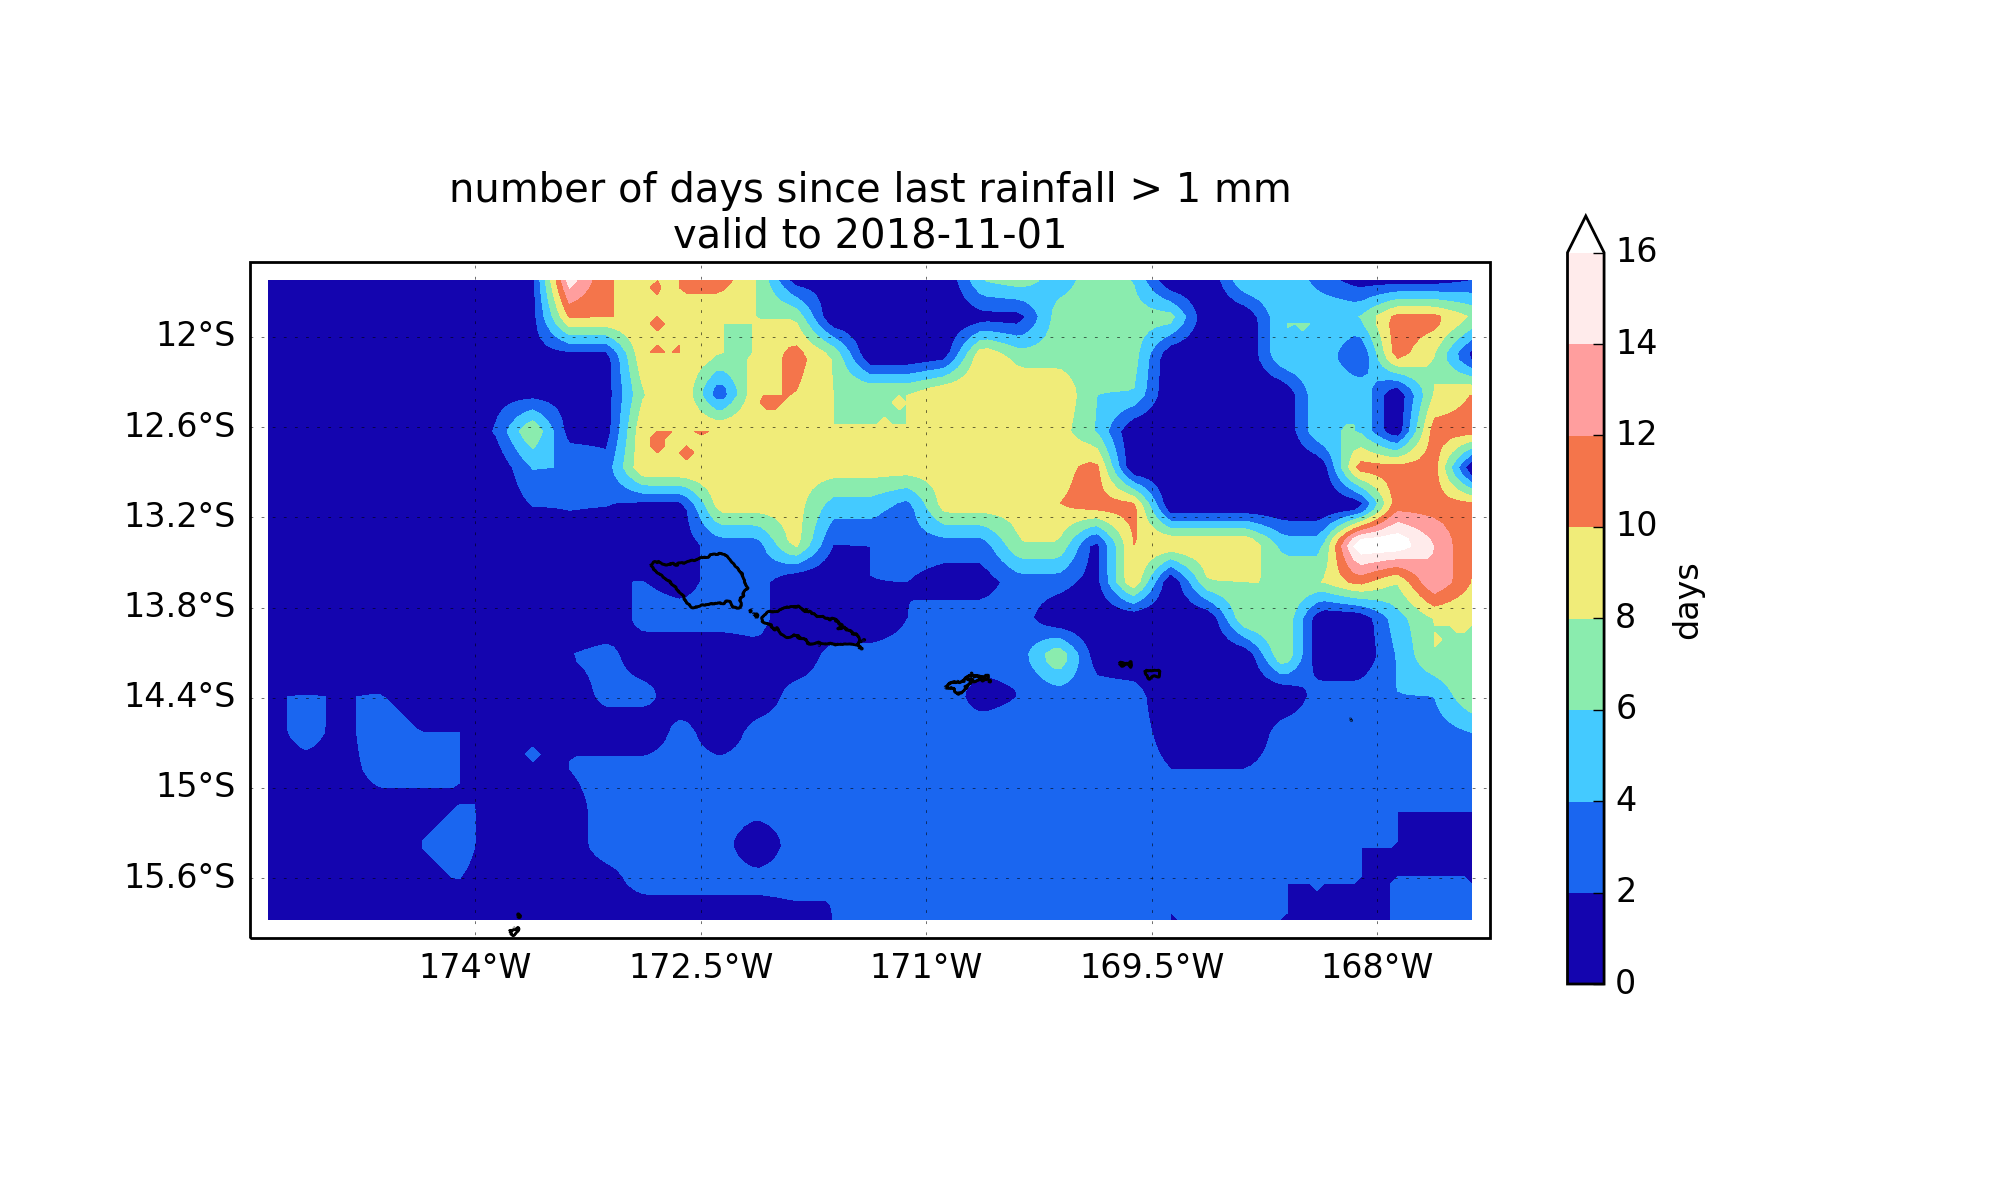 number of days since last rainfall > 1 mm
valid to 2018-11-01
12°S
12.6°S
13.2°S
13.8°S
14.4°S
15°S
15.6°S
174°W
172.5°W
171°W
169.5°W
168°W
16
14
12
10
8
6
4
2
0
days